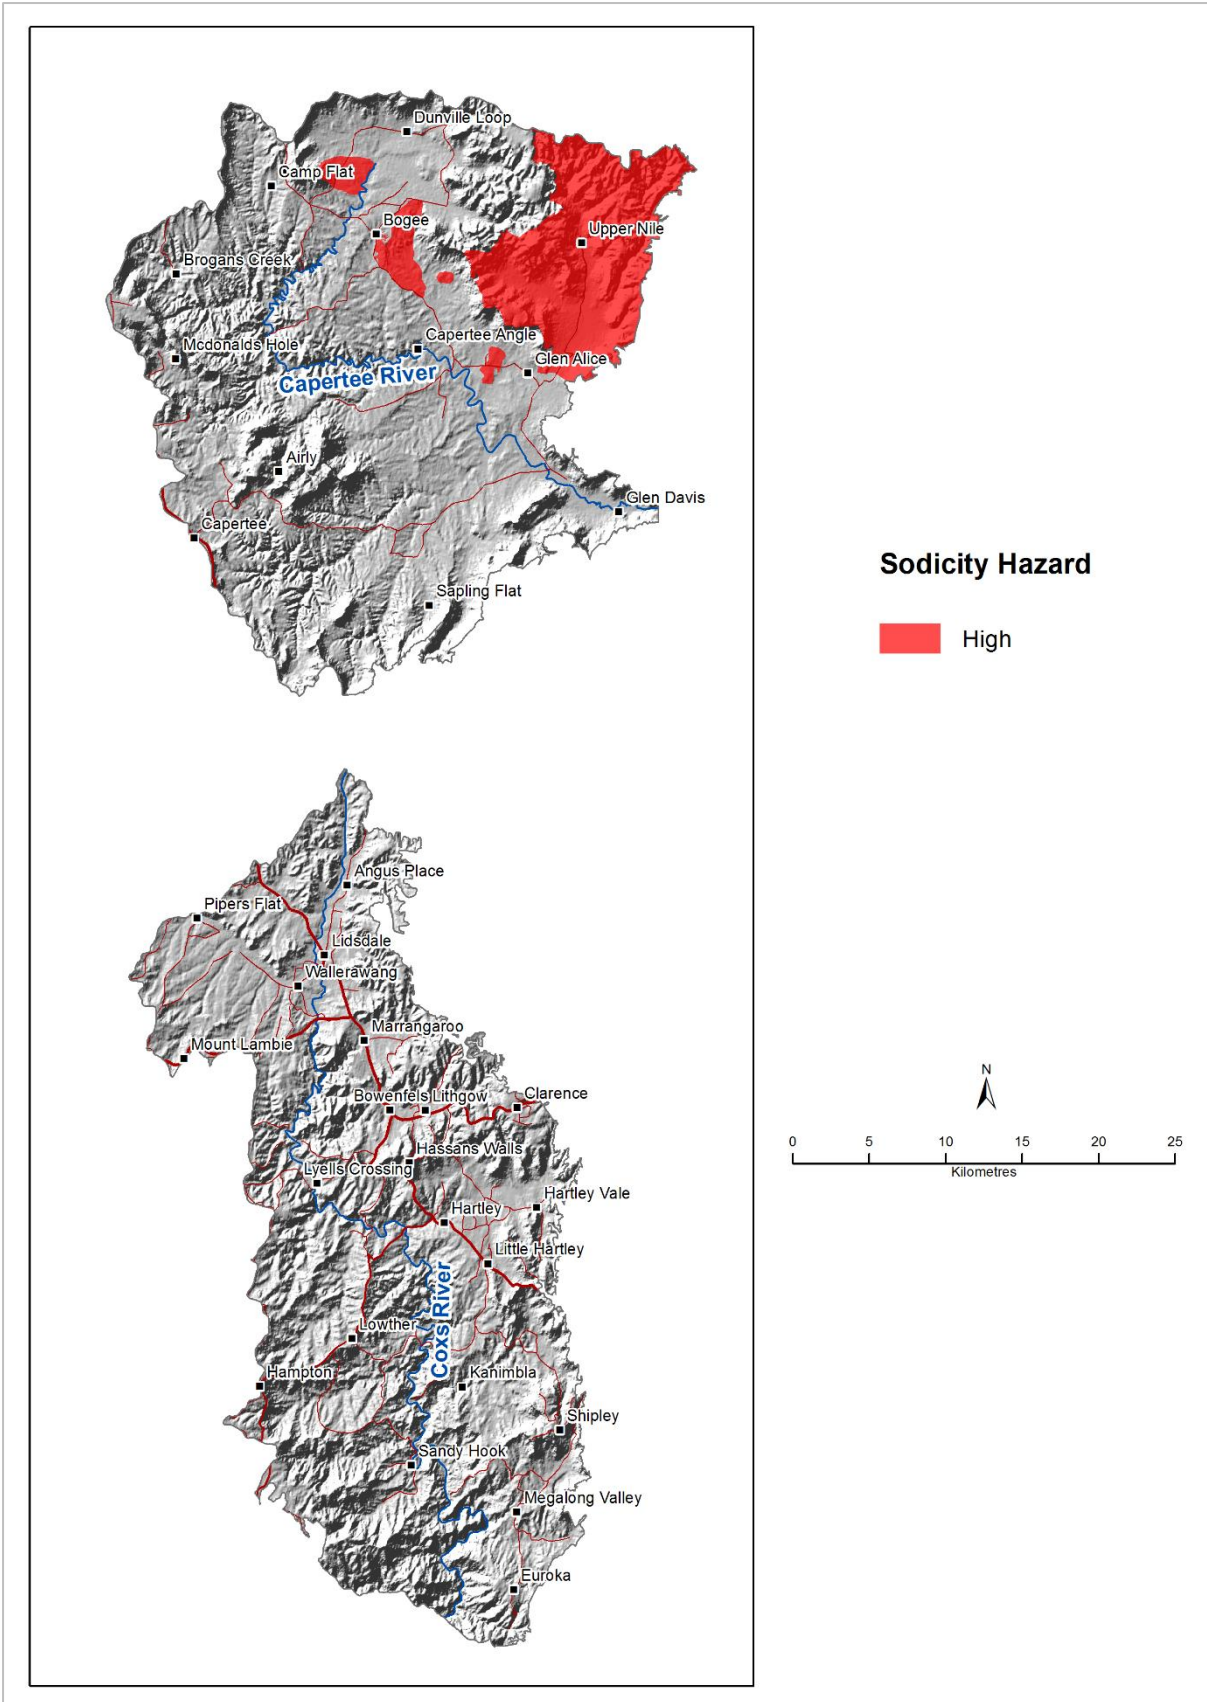 Dunville Loop
Camp Flat
Bogee
Upper Nile
Brogans Creek
Capertee Angle
Mcdonalds Hole
Glen Alice
Capertee River
Airly
Glen Davis
Capertee
Sapling Flat
Sodicity Hazard
High
Angus Place
Pipers Flat
Lidsdale
Wallerawang
Marrangaroo
Mount Lambie
Bowenfels Lithgow
Clarence
Hassans Walls
Lyells Crossing
Hartley Vale
Hartley
Little Hartley
Coxs River
Lowther
Hampton
Kanimbla
Shipley
Sandy Hook
Megalong Valley
Euroka
N
0 5 10 15 20 25
Kilometres